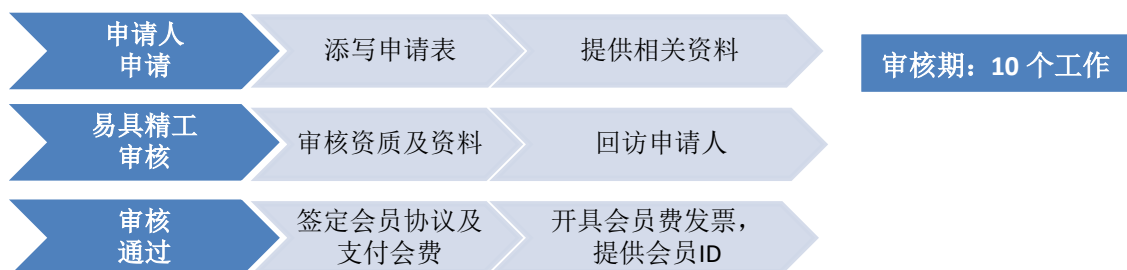 申请人
申请
添写申请表
提供相关资料
审核期：10 个工作
易具精工
审核
审核资质及资料
回访申请人
审核
通过
签定会员协议及
支付会费
开具会员费发票，
提供会员ID